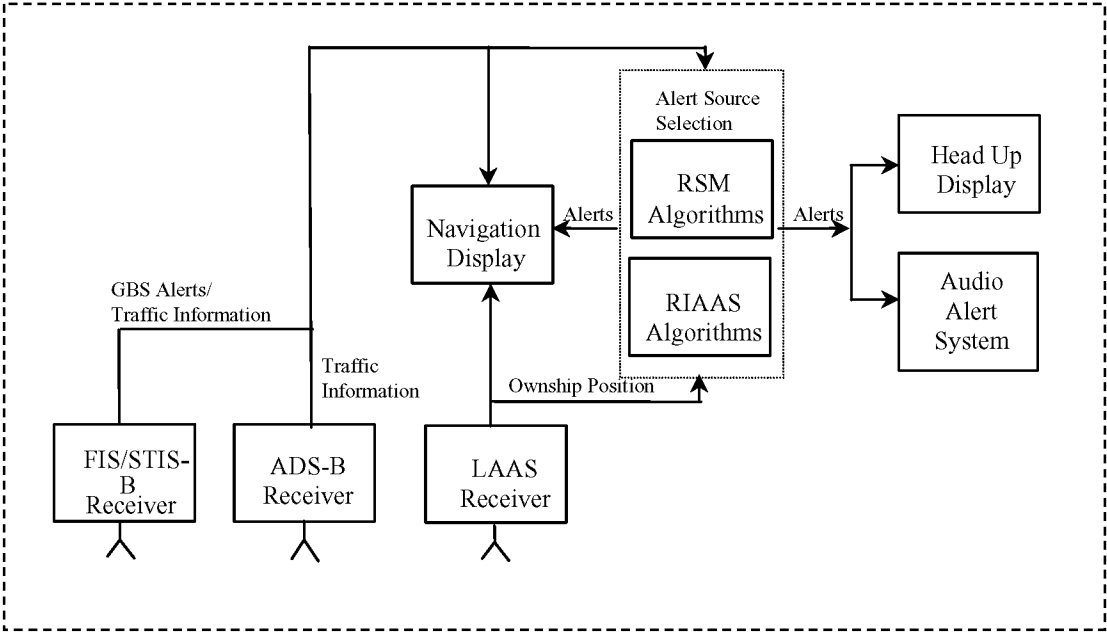 Alert Source
Selection
RSM
Algorithms
RIAAS
Algorithms
Head Up
Display
Audio
Alert
System
Alerts
Alerts
Navigation
Display
GBS Alerts/
Traffic Information
Traffic
Information
Ownship Position
FIS/STIS-
B
Receiver
ADS-B
Receiver
LAAS
Receiver